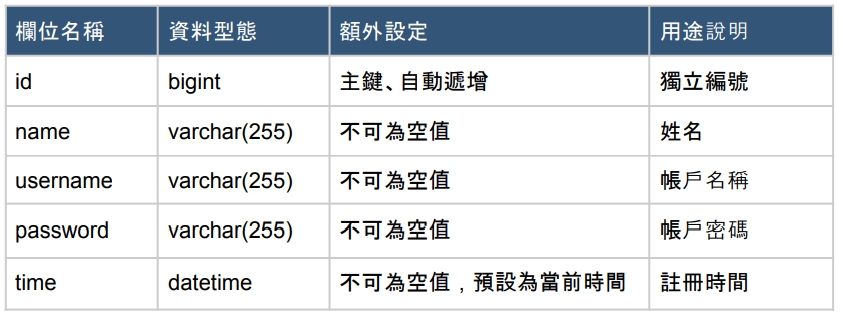 欄位名稱 資料型態 額外設定 用途說明
id bigint 主鍵、自動遞增 獨立編號
name varchar(255) 不可為空值 姓名
username varchar(255) 不可為空值 帳戶名稱
password varchar(255) 不可為空值 帳戶密碼
time datetime 不可為空值，預設為當前時間 註冊時間